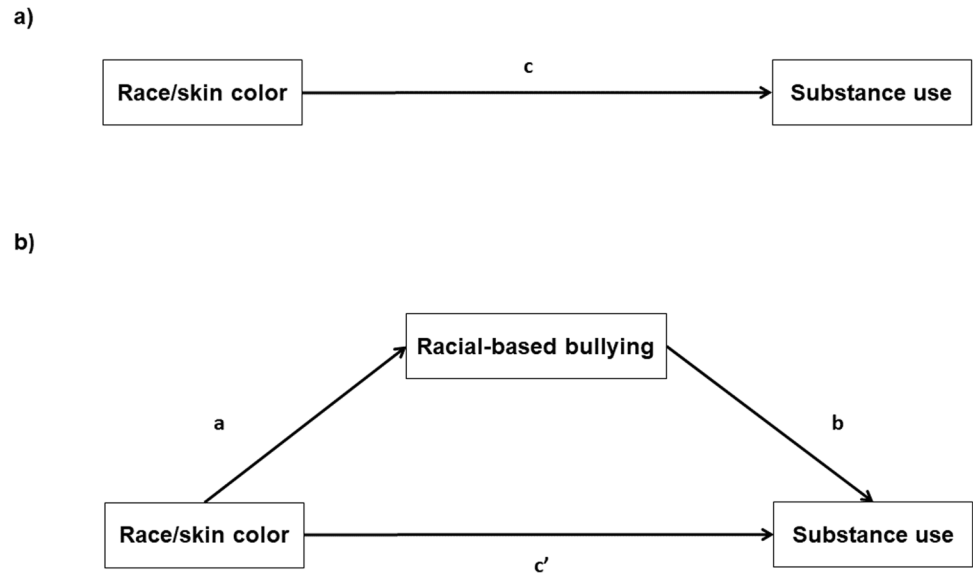 a)
c
Race/skin color
Substance use
b)
Racial-based bullying
a
b
Race/skin color
Substance use
c’